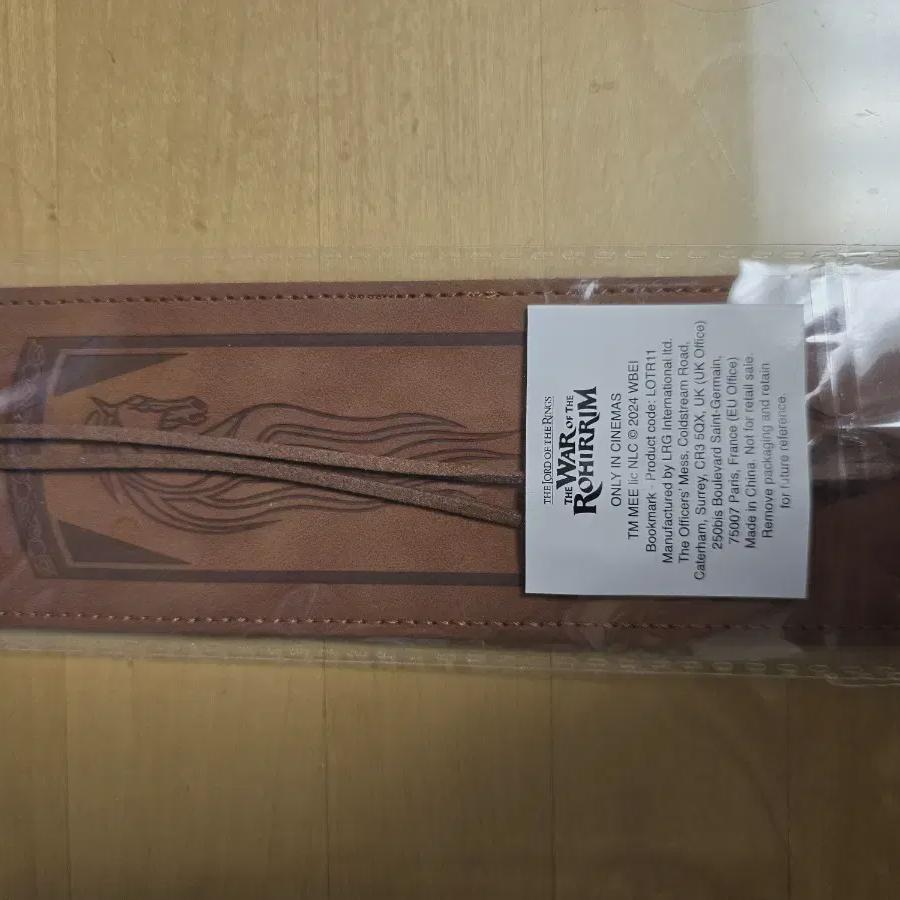 THE LORD OF THE RINGS
THE WAR OF THE
ROHIRRIM
ONLY IN CINEMAS
TM MEE llc NLC © 2024 WBEI
Bookmark - Product code: LOTR11
Manufactured by LRG International ltd.
The Officers' Mess, Coldstream Road,
Caterham, Surrey, CR3 5QX, UK (UK Office)
250bis Boulevard Saint-Germain,
75007 Paris, France (EU Office)
Made in China. Not for retail sale.
Remove packaging and retain
for future reference.